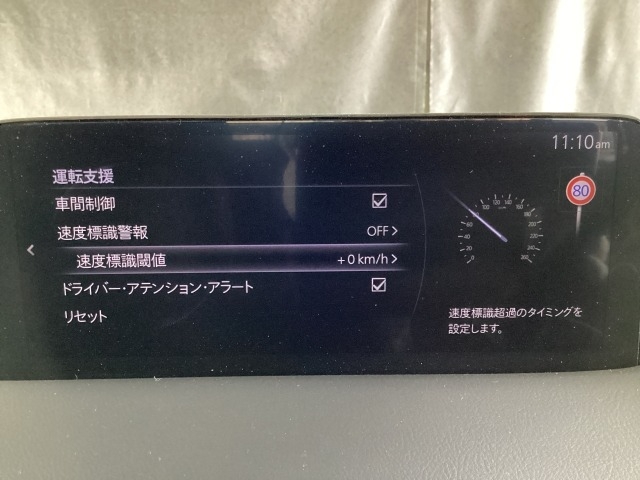 11:10am
運転支援
車間制御
速度標識警報 OFF
速度標識閾値 +0 km/h
ドライバー・アテンション・アラート
リセット
80
速度標識超過のタイミングを
設定します。